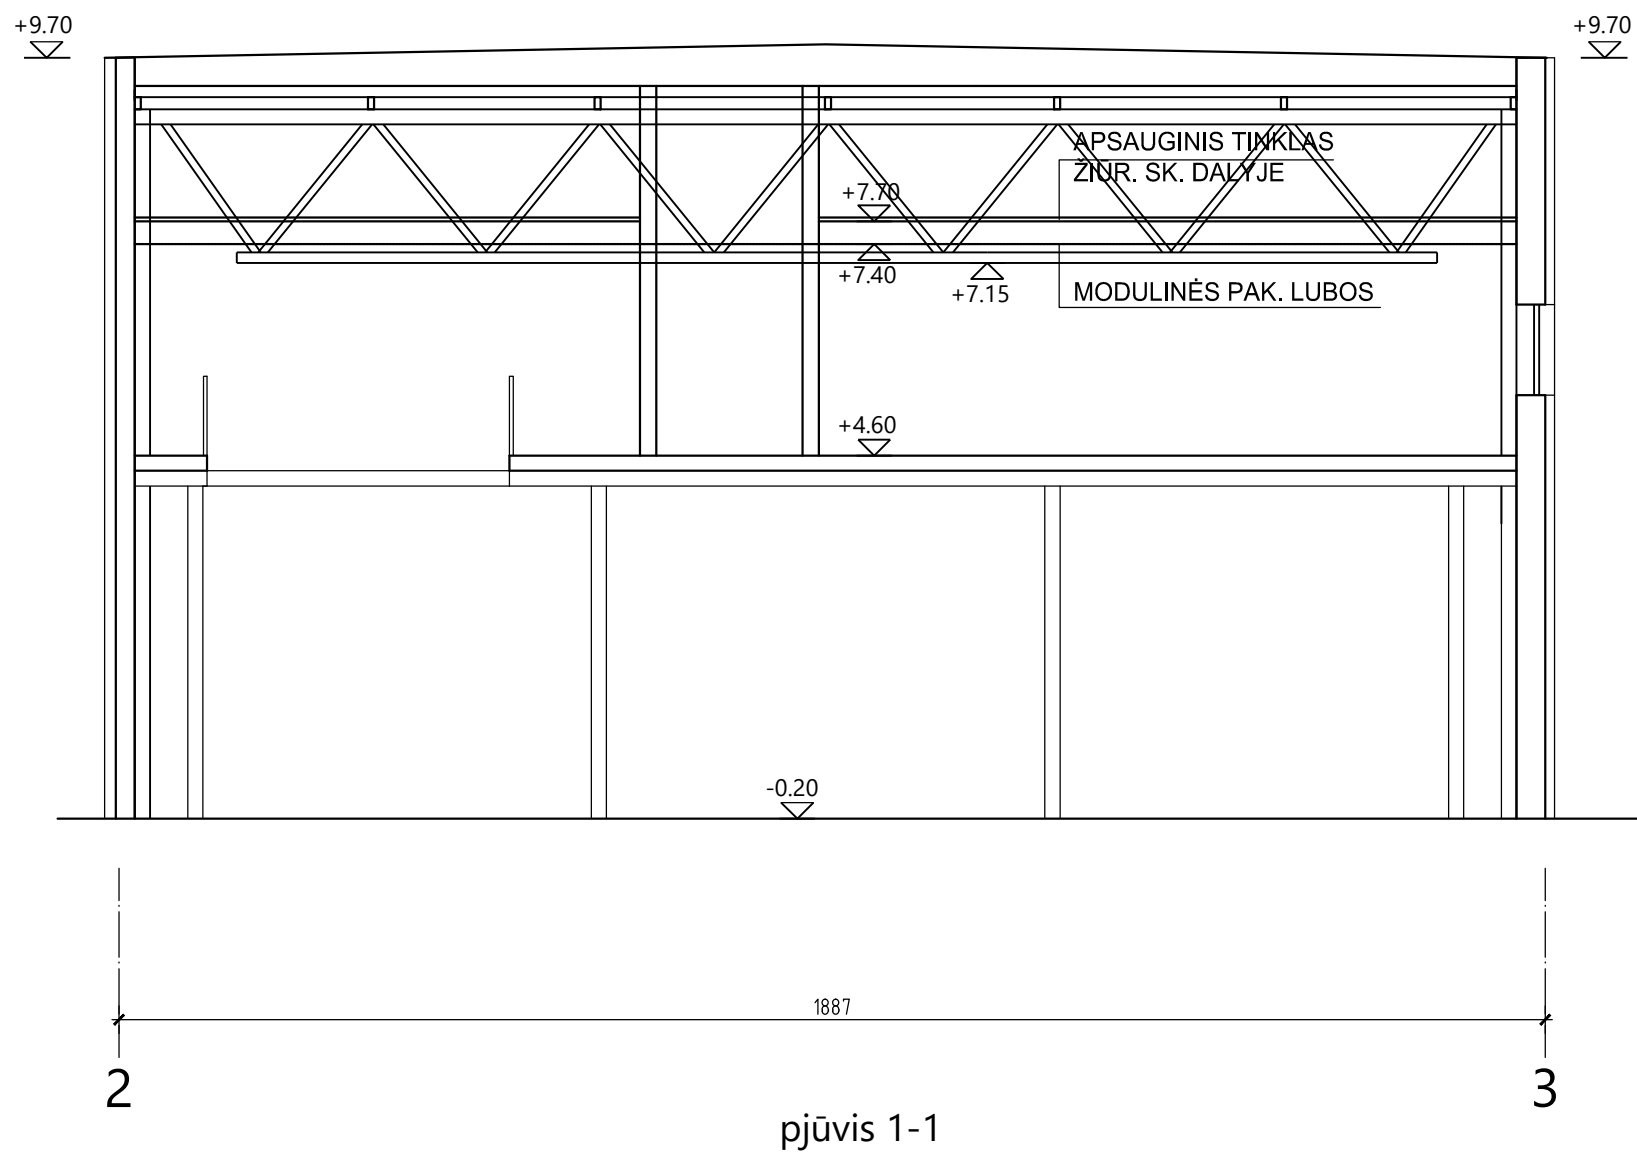 +9.70
+9.70
APSAUGINIS TINKLAS
ŽIŪR. SK. DALYJE
+7.70
+7.40
+7.15
MODULINĖS PAK. LUBOS
+4.60
-0.20
1887
2
3
pjūvis 1-1